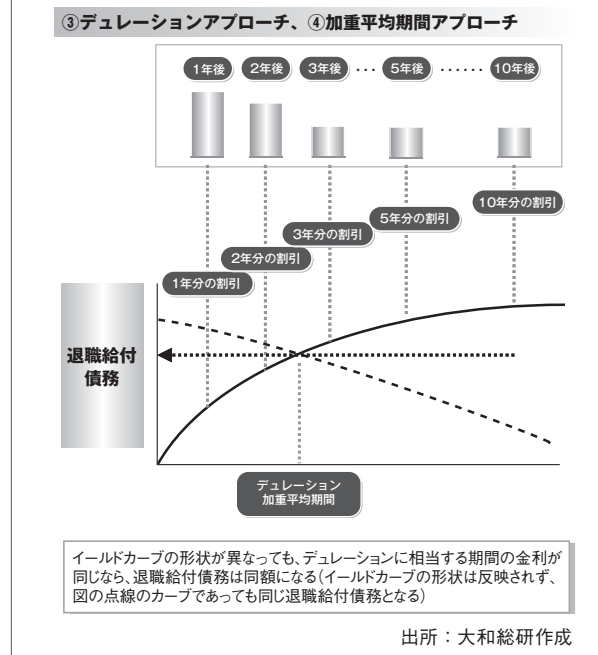 ③デュレーションアプローチ、④加重平均期間アプローチ
1年後 2年後 3年後 ･･･ 5年後 ･･････ 10年後
10年分の割引
5年分の割引
3年分の割引
2年分の割引
1年分の割引
退職給付
債務
デュレーション
加重平均期間
イールドカーブの形状が異なっても、デュレーションに相当する期間の金利が
同じなら、退職給付債務は同額になる(イールドカーブの形状は反映されず、
図の点線のカーブであっても同じ退職給付債務となる)
出所：大和総研作成